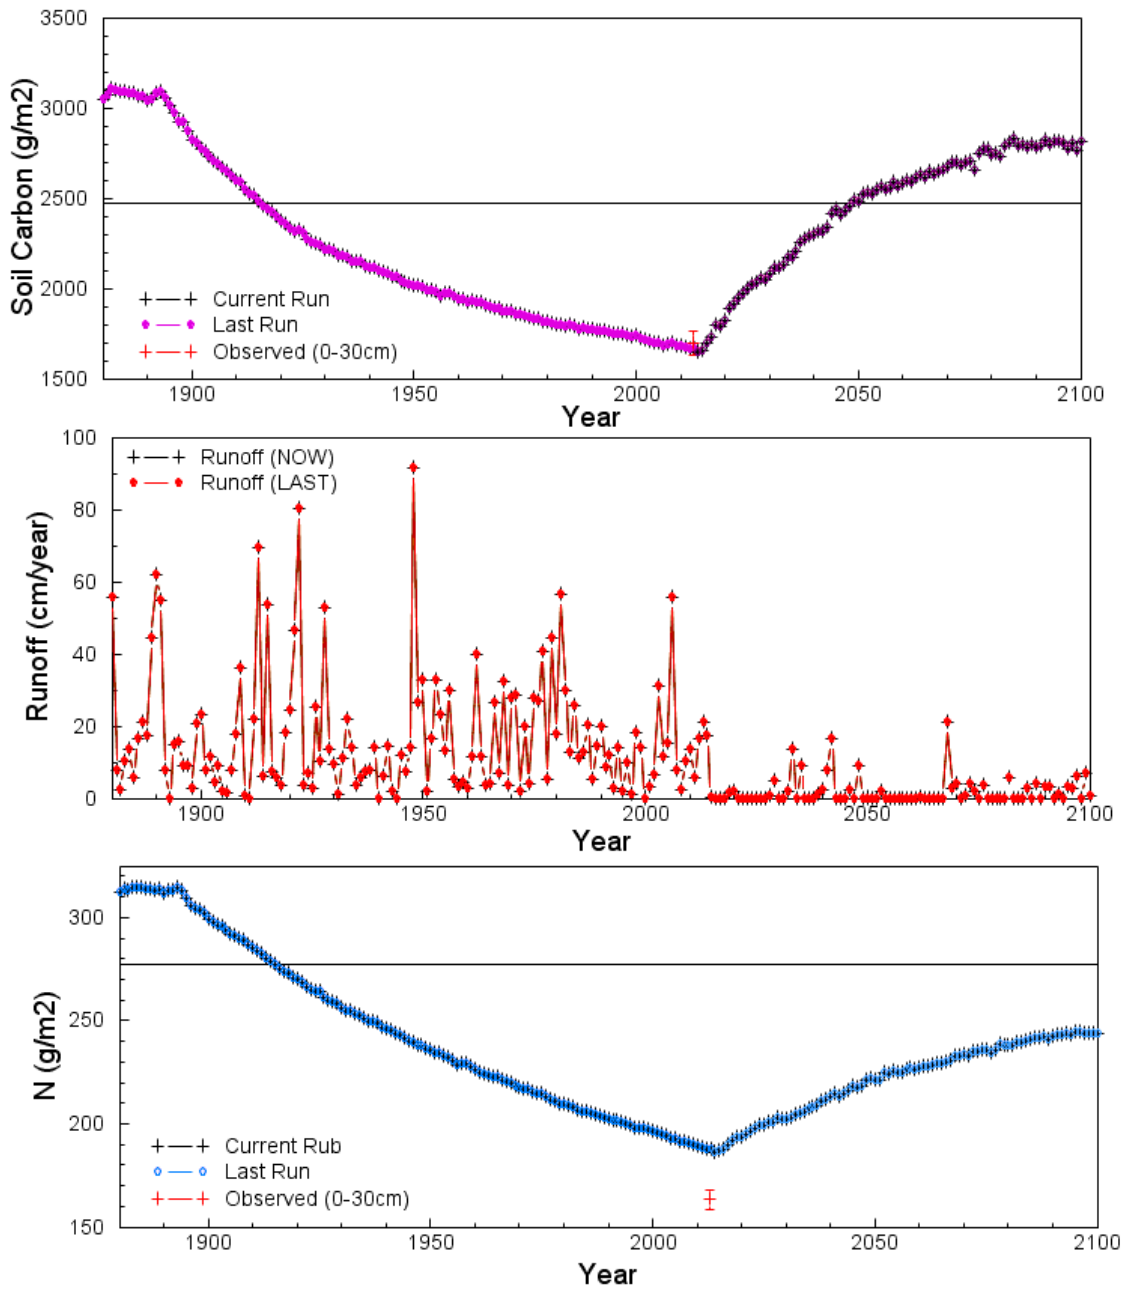 3500
3000
2500
2000
1500
Soil Carbon (g/m2)
Current Run
Last Run
Observed (0-30cm)
1900 1950 2000 2050 2100
Year
100
80
60
40
20
0
Runoff (cm/year)
Runoff (NOW)
Runoff (LAST)
1900 1950 2000 2050 2100
Year
300
250
200
150
N (g/m2)
Current Rub
Last Run
Observed (0-30cm)
1900 1950 2000 2050 2100
Year